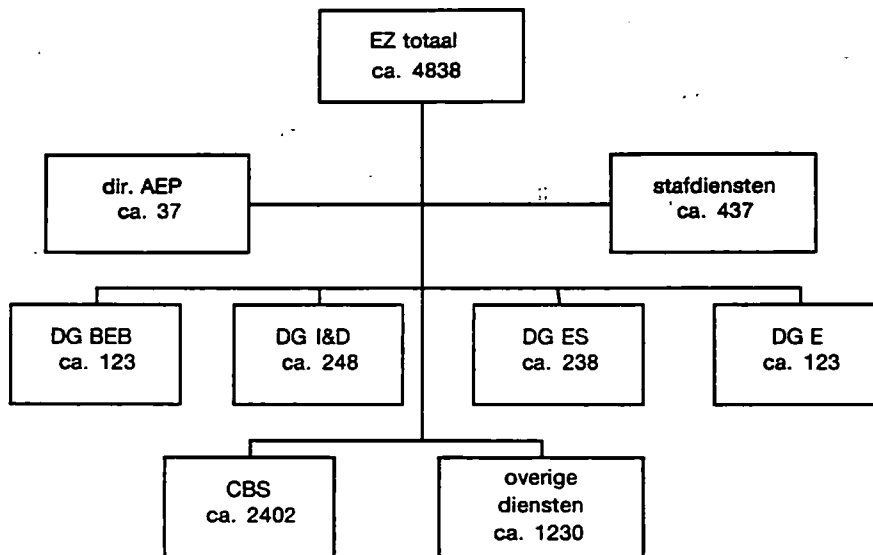 EZ totaal
ca. 4838
dir. AEP
ca. 37
stafdiensten
ca. 437
DG BEB
ca. 123
DG I&D
ca. 248
DG ES
ca. 238
DG E
ca. 123
CBS
ca. 2402
overige
diensten
ca. 1230